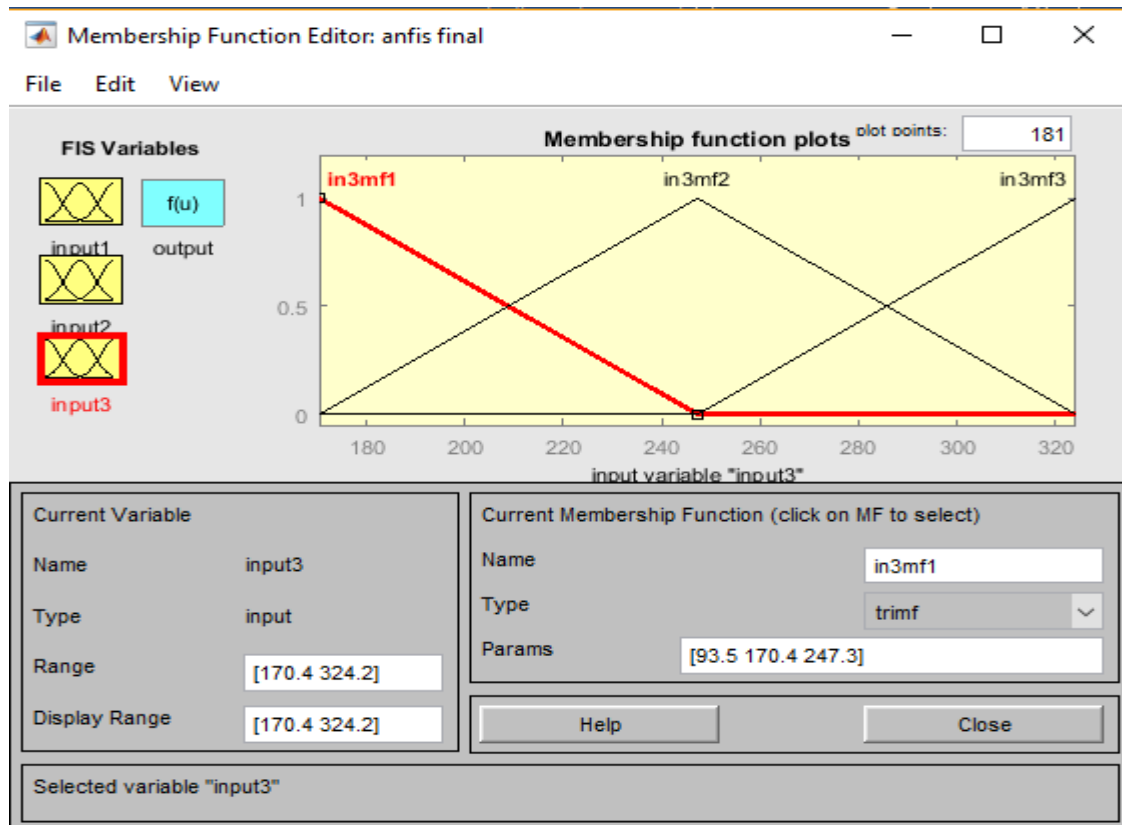 Membership Function Editor: anfis final
File Edit View
FIS Variables
input1
f(u)
output
input2
input3
Membership function plots
plot points:
181
in3mf1
in3mf2
in3mf3
1
0.5
0
180 200 220 240 260 280 300 320
input variable "input3"
Current Variable
Name input3
Type input
Range [170.4 324.2]
Display Range [170.4 324.2]
Current Membership Function (click on MF to select)
Name in3mf1
Type trimf
Params [93.5 170.4 247.3]
Help Close
Selected variable "input3"